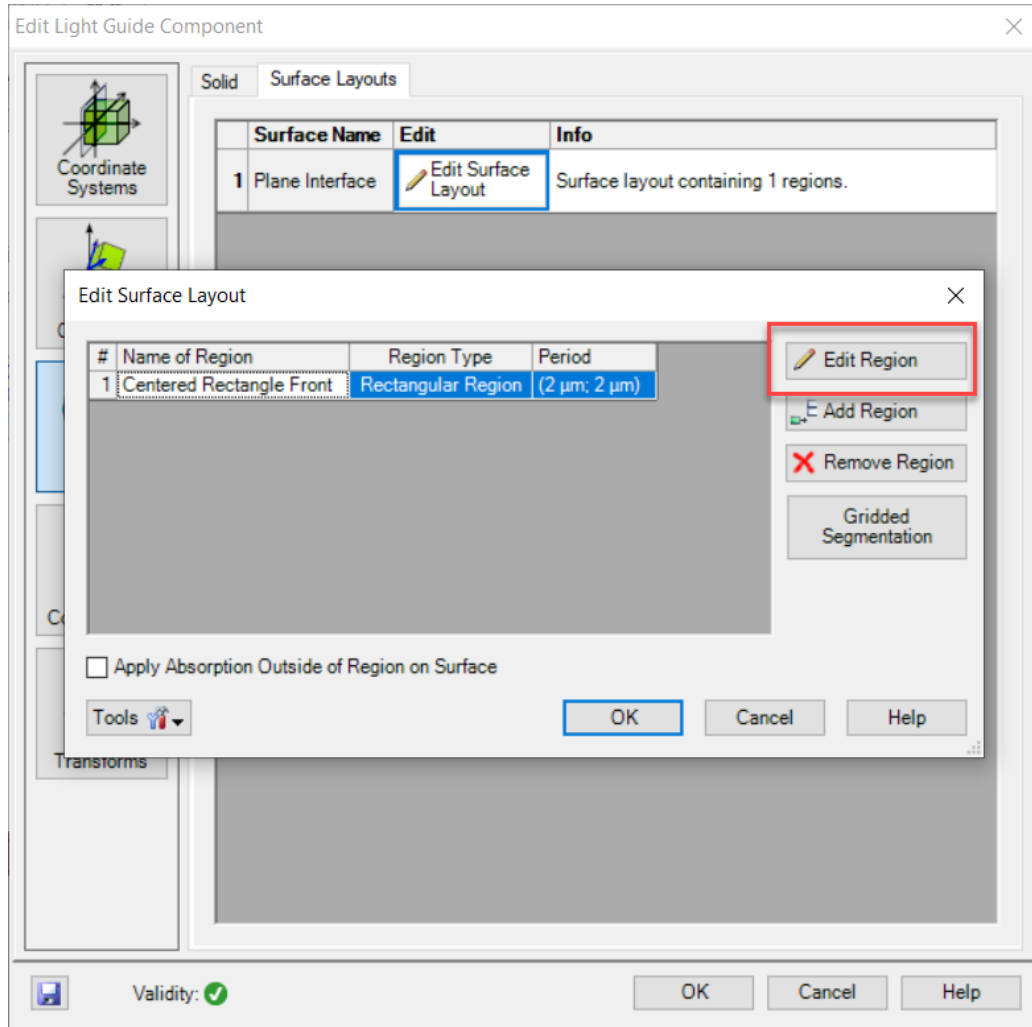 Edit Light Guide Component
Solid
Surface Layouts
Surface Name Edit Info
1 Plane Interface Edit Surface Layout Surface layout containing 1 regions.
Coordinate
Systems
Edit Surface Layout
# Name of Region Region Type Period
1 Centered Rectangle Front Rectangular Region (2 µm; 2 µm)
Edit Region
Add Region
Remove Region
Gridded
Segmentation
Apply Absorption Outside of Region on Surface
Tools
OK
Cancel
Help
Transforms
Validity:
OK
Cancel
Help